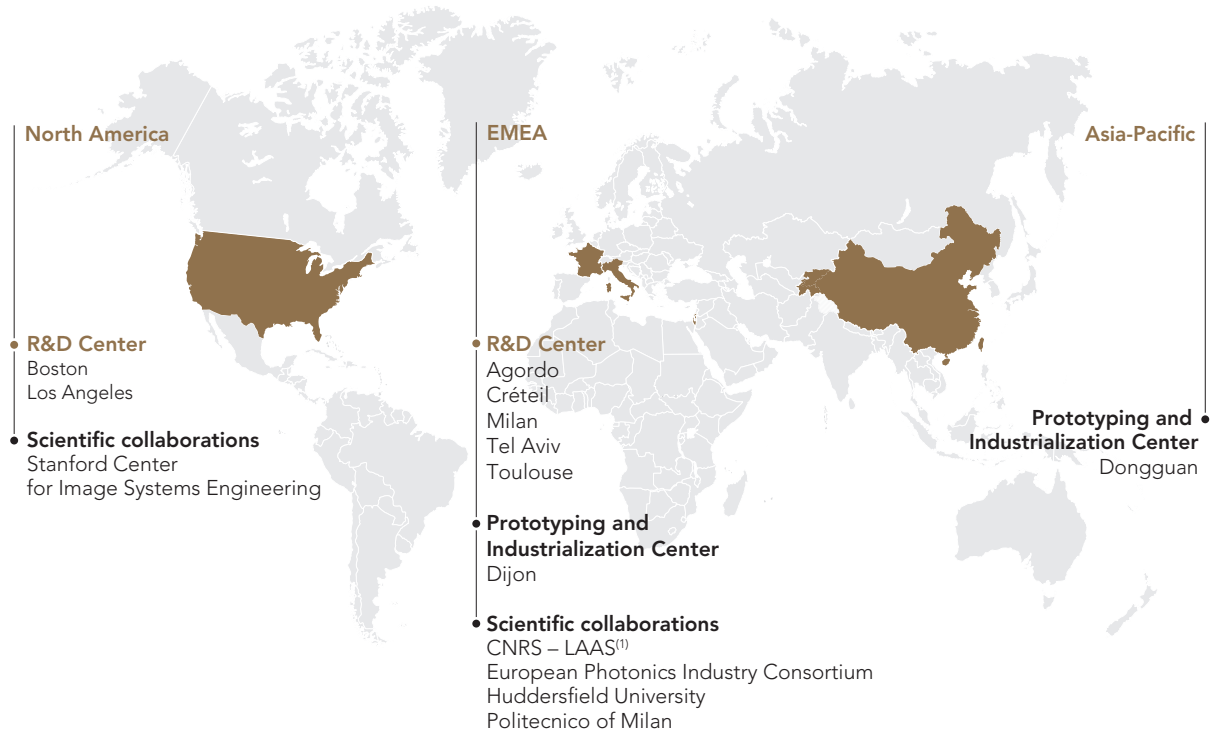 North America
R&D Center
Boston
Los Angeles
Scientific collaborations
Stanford Center
for Image Systems Engineering
EMEA
R&D Center
Agordo
Créteil
Milan
Tel Aviv
Toulouse
Prototyping and
Industrialization Center
Dijon
Scientific collaborations
CNRS – LAAS(1)
European Photonics Industry Consortium
Huddersfield University
Politecnico of Milan
Asia-Pacific
Prototyping and
Industrialization Center
Dongguan